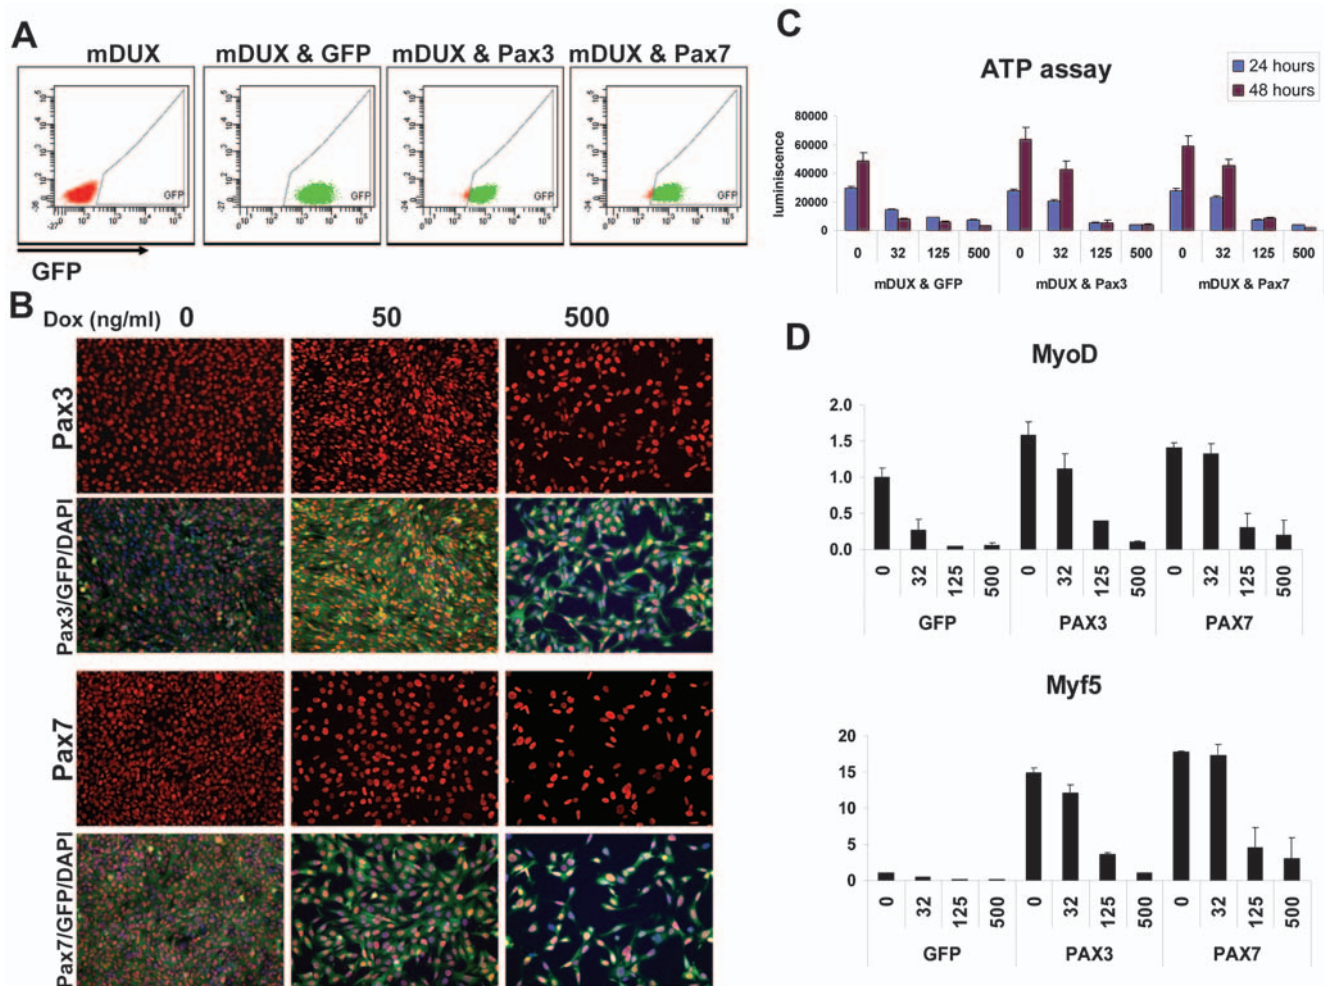 A
mDUX
mDUX & GFP
mDUX & Pax3
mDUX & Pax7
GFP
GFP
GFP
GFP
GFP
B
Dox (ng/ml) 0 50 500
Pax3
Pax3/GFP/DAPI
Pax7
Pax7/GFP/DAPI
C
ATP assay
24 hours
48 hours
luminiscence
80000
60000
40000
20000
0
0 32 125 500 0 32 125 500 0 32 125 500
mDUX & GFP mDUX & Pax3 mDUX & Pax7
D
MyoD
2.0
1.5
1.0
0.5
0.0
0 32 125 500 0 32 125 500 0 32 125 500
GFP PAX3 PAX7
Myf5
20
15
10
5
0
0 32 125 500 0 32 125 500 0 32 125 500
GFP PAX3 PAX7